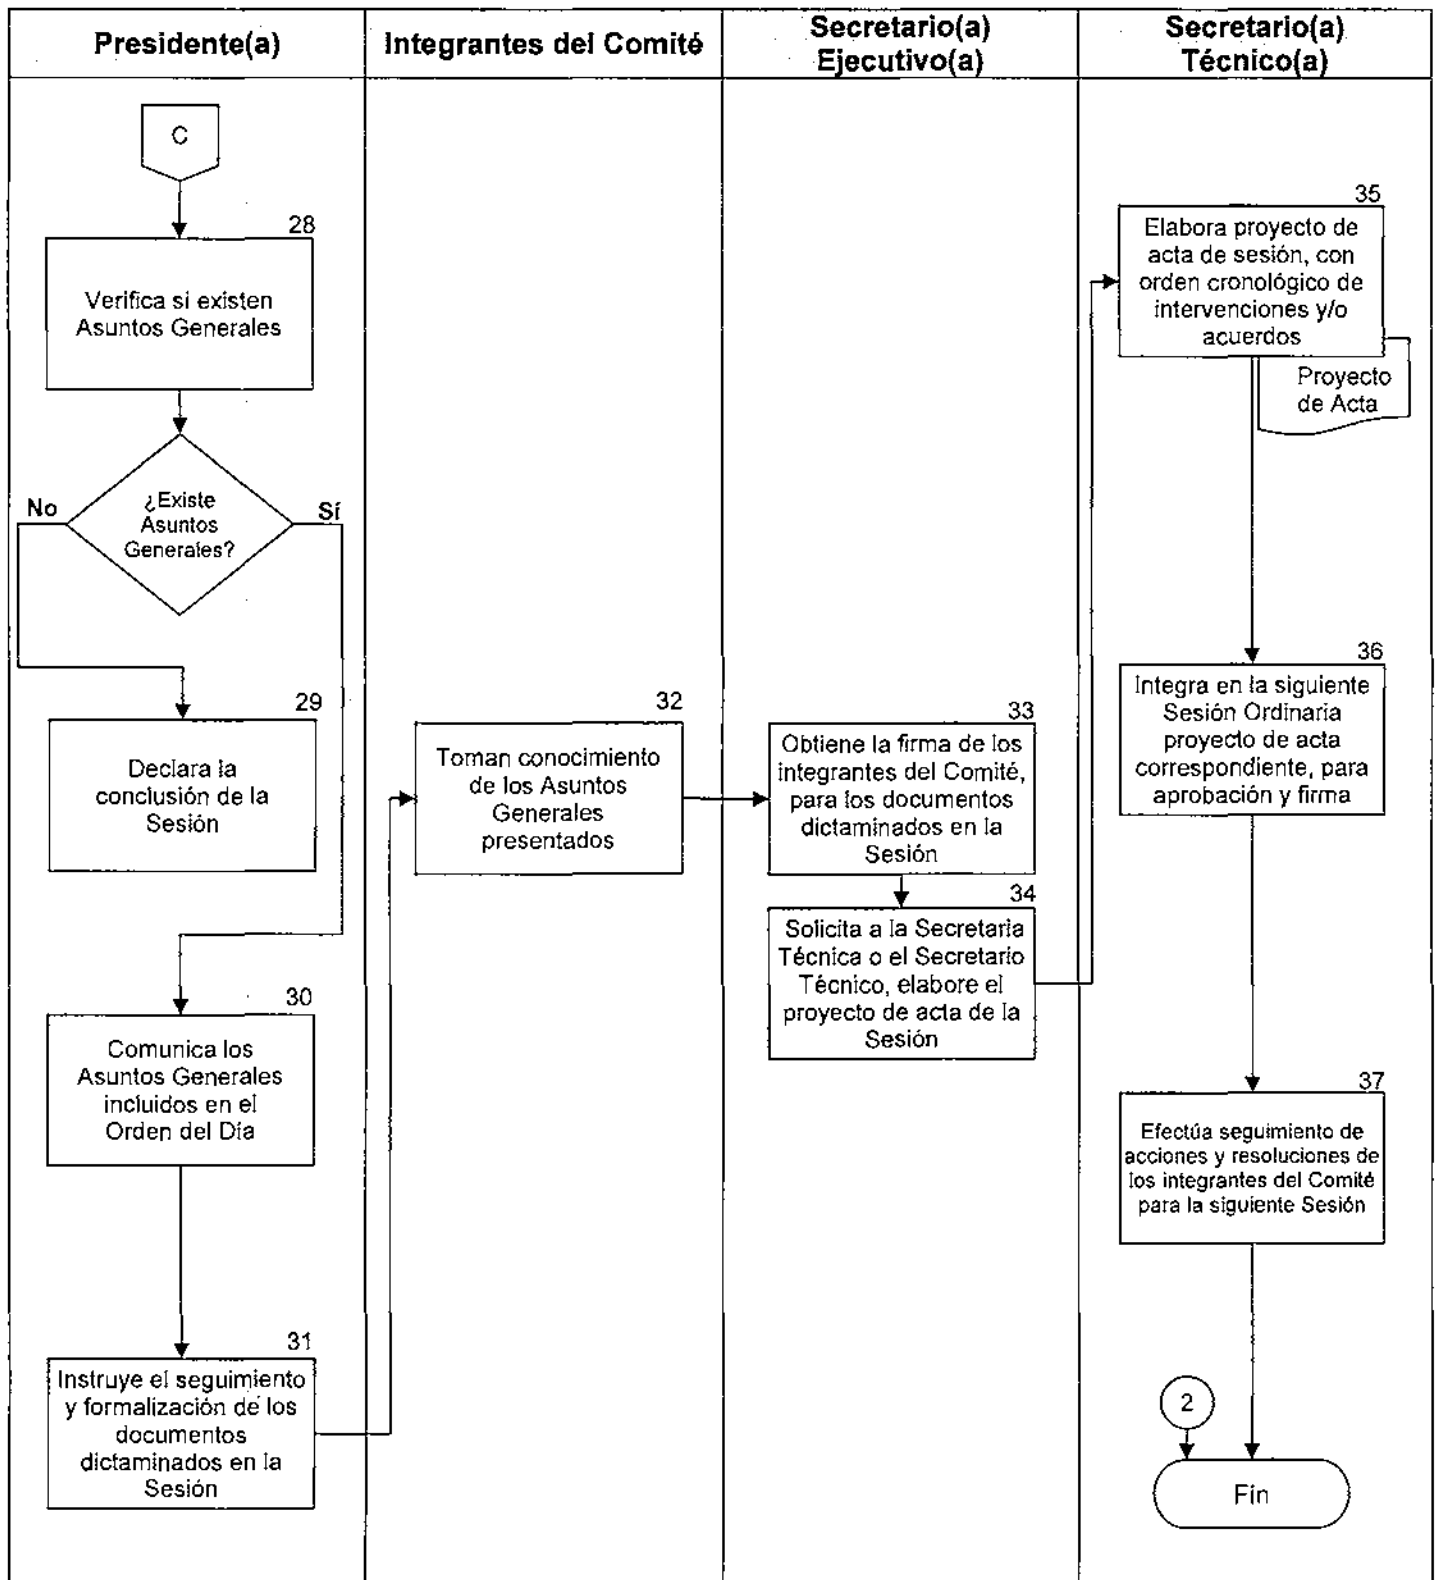 Presidente(a)
Integrantes del Comité
Secretario(a)
Ejecutivo(a)
Secretario(a)
Técnico(a)
C
28
Verifica si existen
Asuntos Generales
¿Existe
Asuntos
Generales?
No
Sí
29
Declara la
conclusión de la
Sesión
30
Comunica los
Asuntos Generales
incluidos en el
Orden del Día
31
Instruye el seguimiento
y formalización de los
documentos
dictaminados en la
Sesión
32
Toman conocimiento
de los Asuntos
Generales
presentados
33
Obtiene la firma de los
integrantes del Comité,
para los documentos
dictaminados en la
Sesión
34
Solicita a la Secretaria
Técnica o el Secretario
Técnico, elabore el
proyecto de acta de la
Sesión
35
Elabora proyecto de
acta de sesión, con
orden cronológico de
intervenciones y/o
acuerdos
Proyecto
de Acta
36
Integra en la siguiente
Sesión Ordinaria
proyecto de acta
correspondiente, para
aprobación y firma
37
Efectúa seguimiento de
acciones y resoluciones de
los integrantes del Comité
para la siguiente Sesión
2
Fin